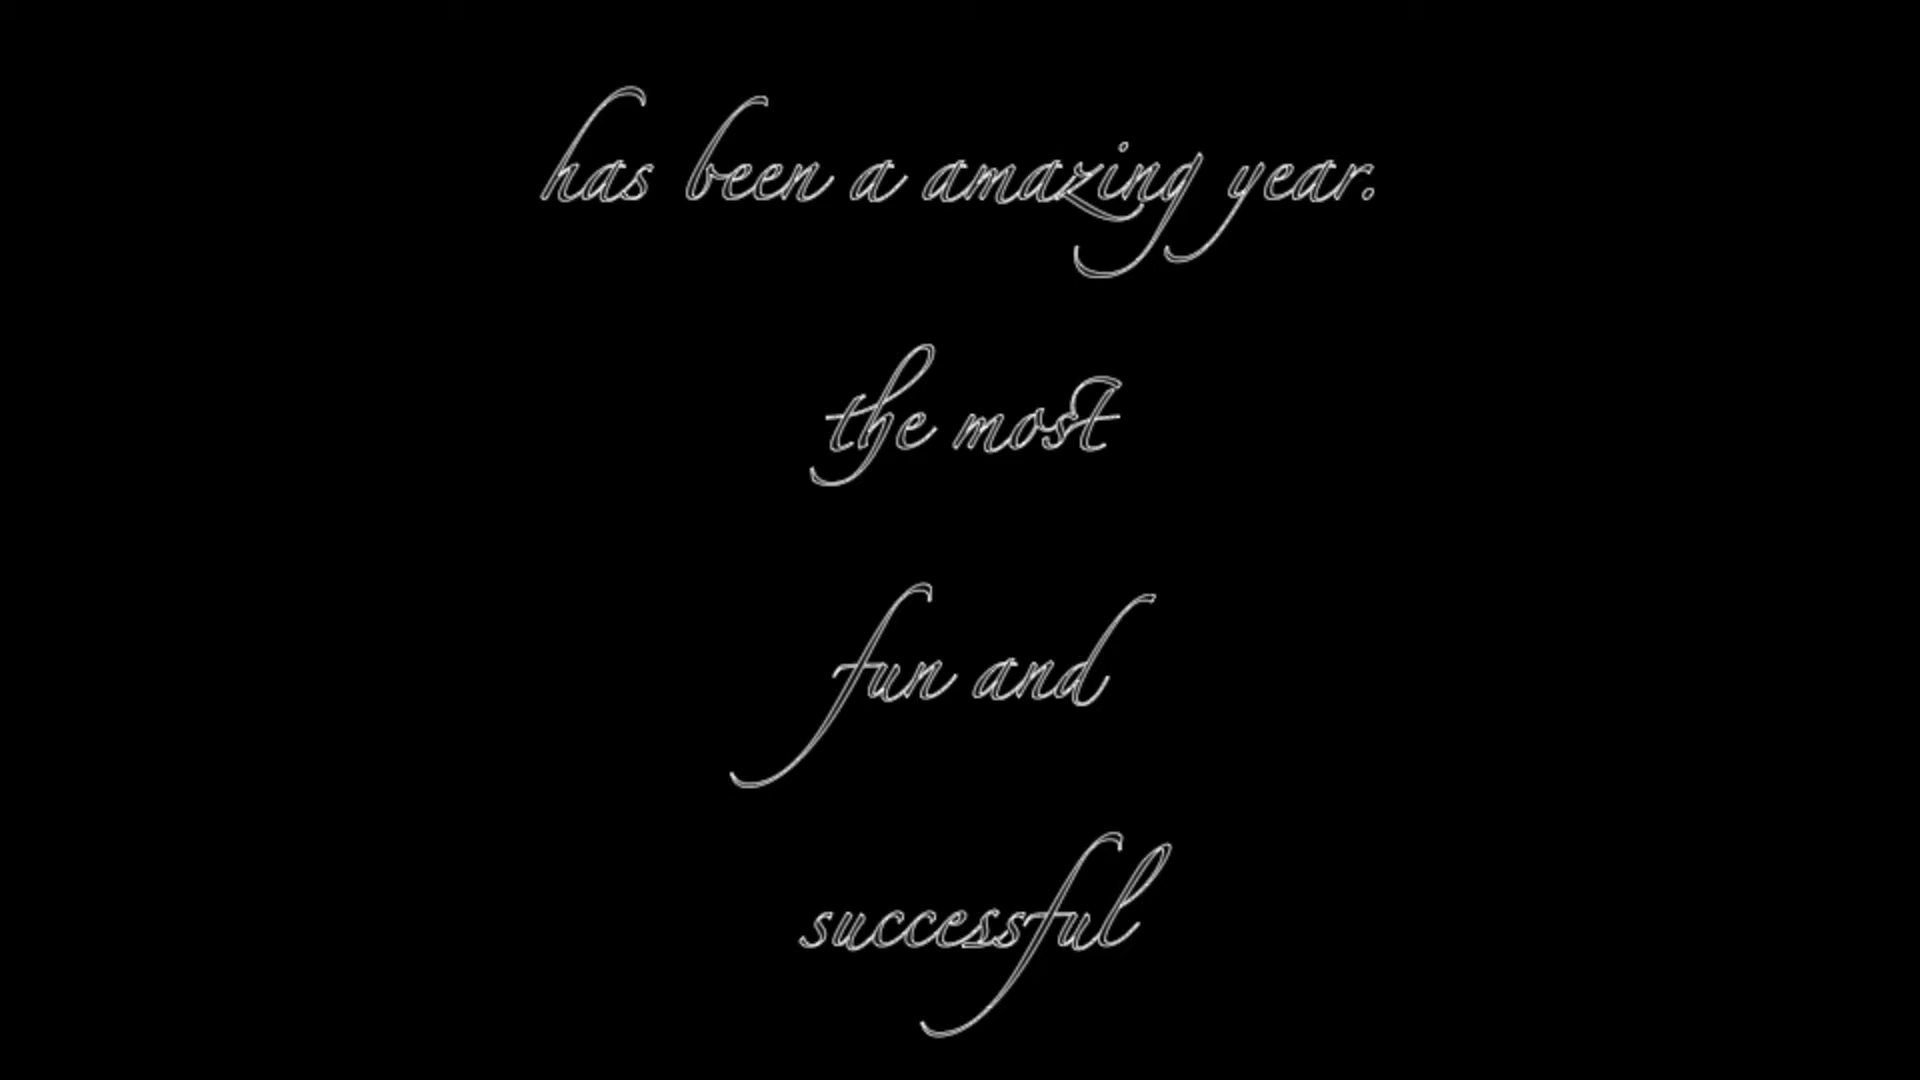 has been a amazing year.
the most
fun and
successful